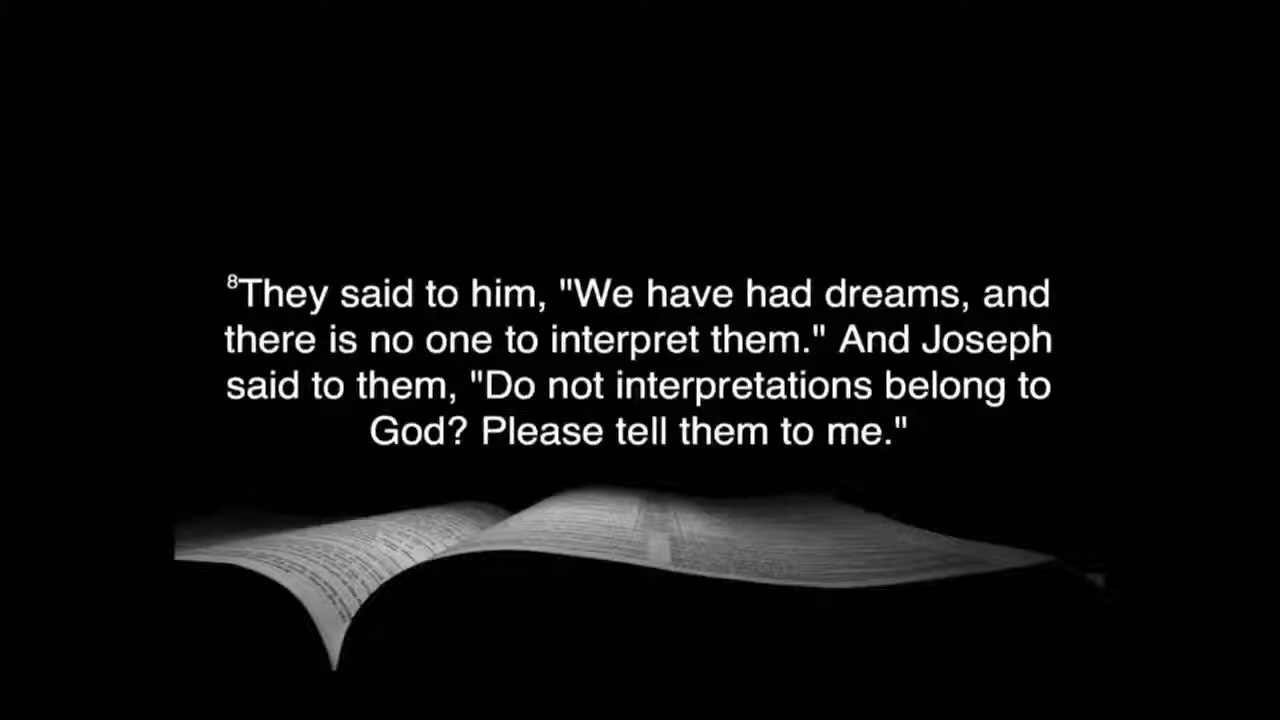 ⁸They said to him, "We have had dreams, and
there is no one to interpret them." And Joseph
said to them, "Do not interpretations belong to
God? Please tell them to me."